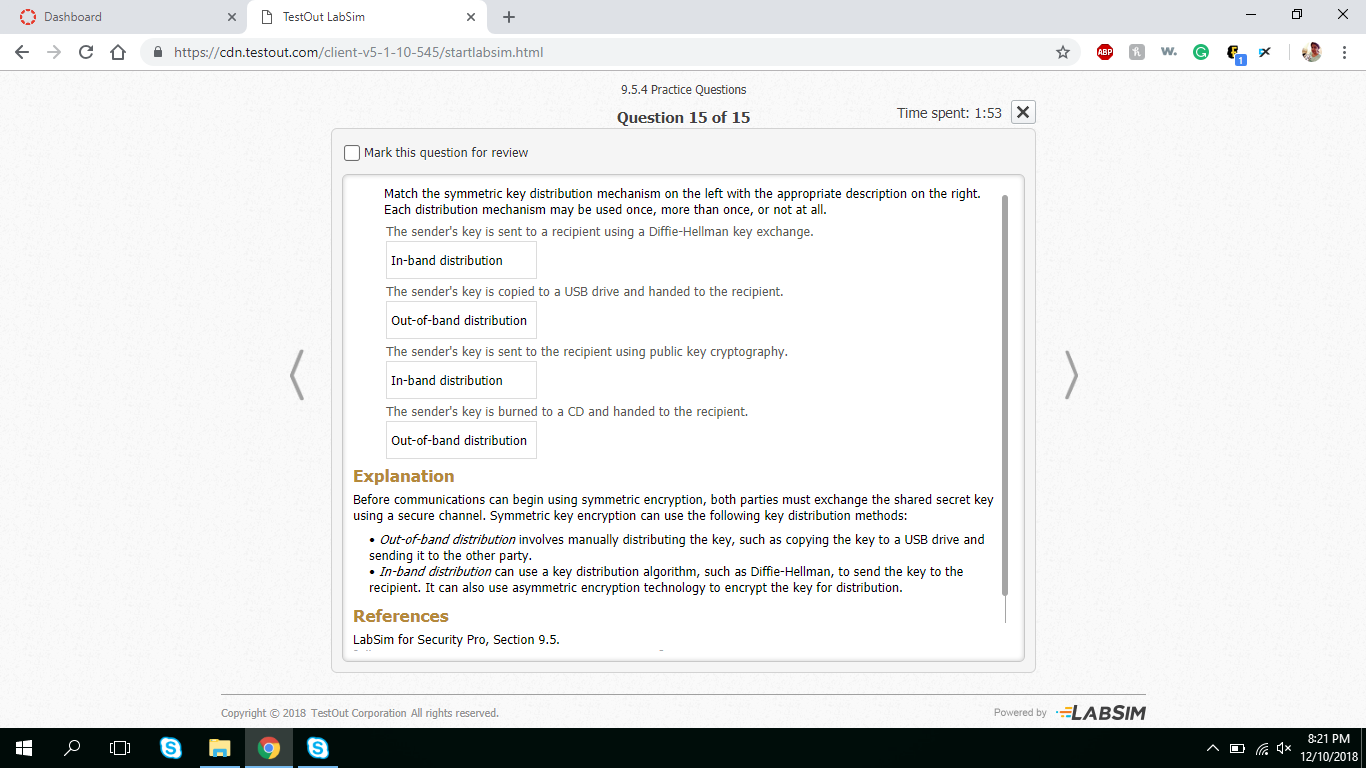 Dashboard
TestOut LabSim
https://cdn.testout.com/client-v5-1-10-545/startlabsim.html
ABP
w.
1
9.5.4 Practice Questions
Question 15 of 15
Time spent: 1:53
Mark this question for review
Match the symmetric key distribution mechanism on the left with the appropriate description on the right.
Each distribution mechanism may be used once, more than once, or not at all.
The sender's key is sent to a recipient using a Diffie-Hellman key exchange.
In-band distribution
The sender's key is copied to a USB drive and handed to the recipient.
Out-of-band distribution
The sender's key is sent to the recipient using public key cryptography.
In-band distribution
The sender's key is burned to a CD and handed to the recipient.
Out-of-band distribution
Explanation
Before communications can begin using symmetric encryption, both parties must exchange the shared secret key
using a secure channel. Symmetric key encryption can use the following key distribution methods:
• Out-of-band distribution involves manually distributing the key, such as copying the key to a USB drive and
sending it to the other party.
• In-band distribution can use a key distribution algorithm, such as Diffie-Hellman, to send the key to the
recipient. It can also use asymmetric encryption technology to encrypt the key for distribution.
References
LabSim for Security Pro, Section 9.5.
Copyright © 2018 TestOut Corporation All rights reserved.
Powered by LABSIM
8:21 PM
12/10/2018